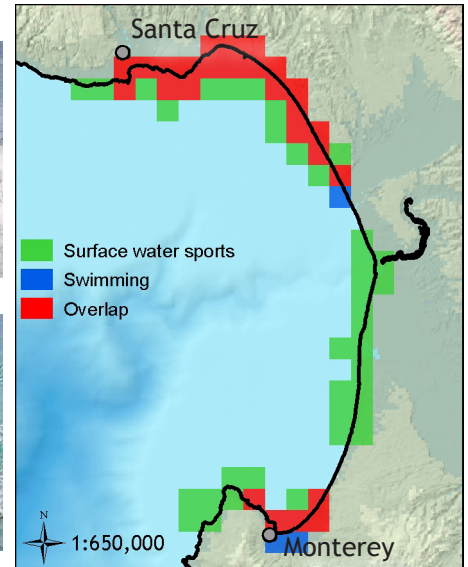 Santa Cruz
Surface water sports
Swimming
Overlap
N
1:650,000
Monterey